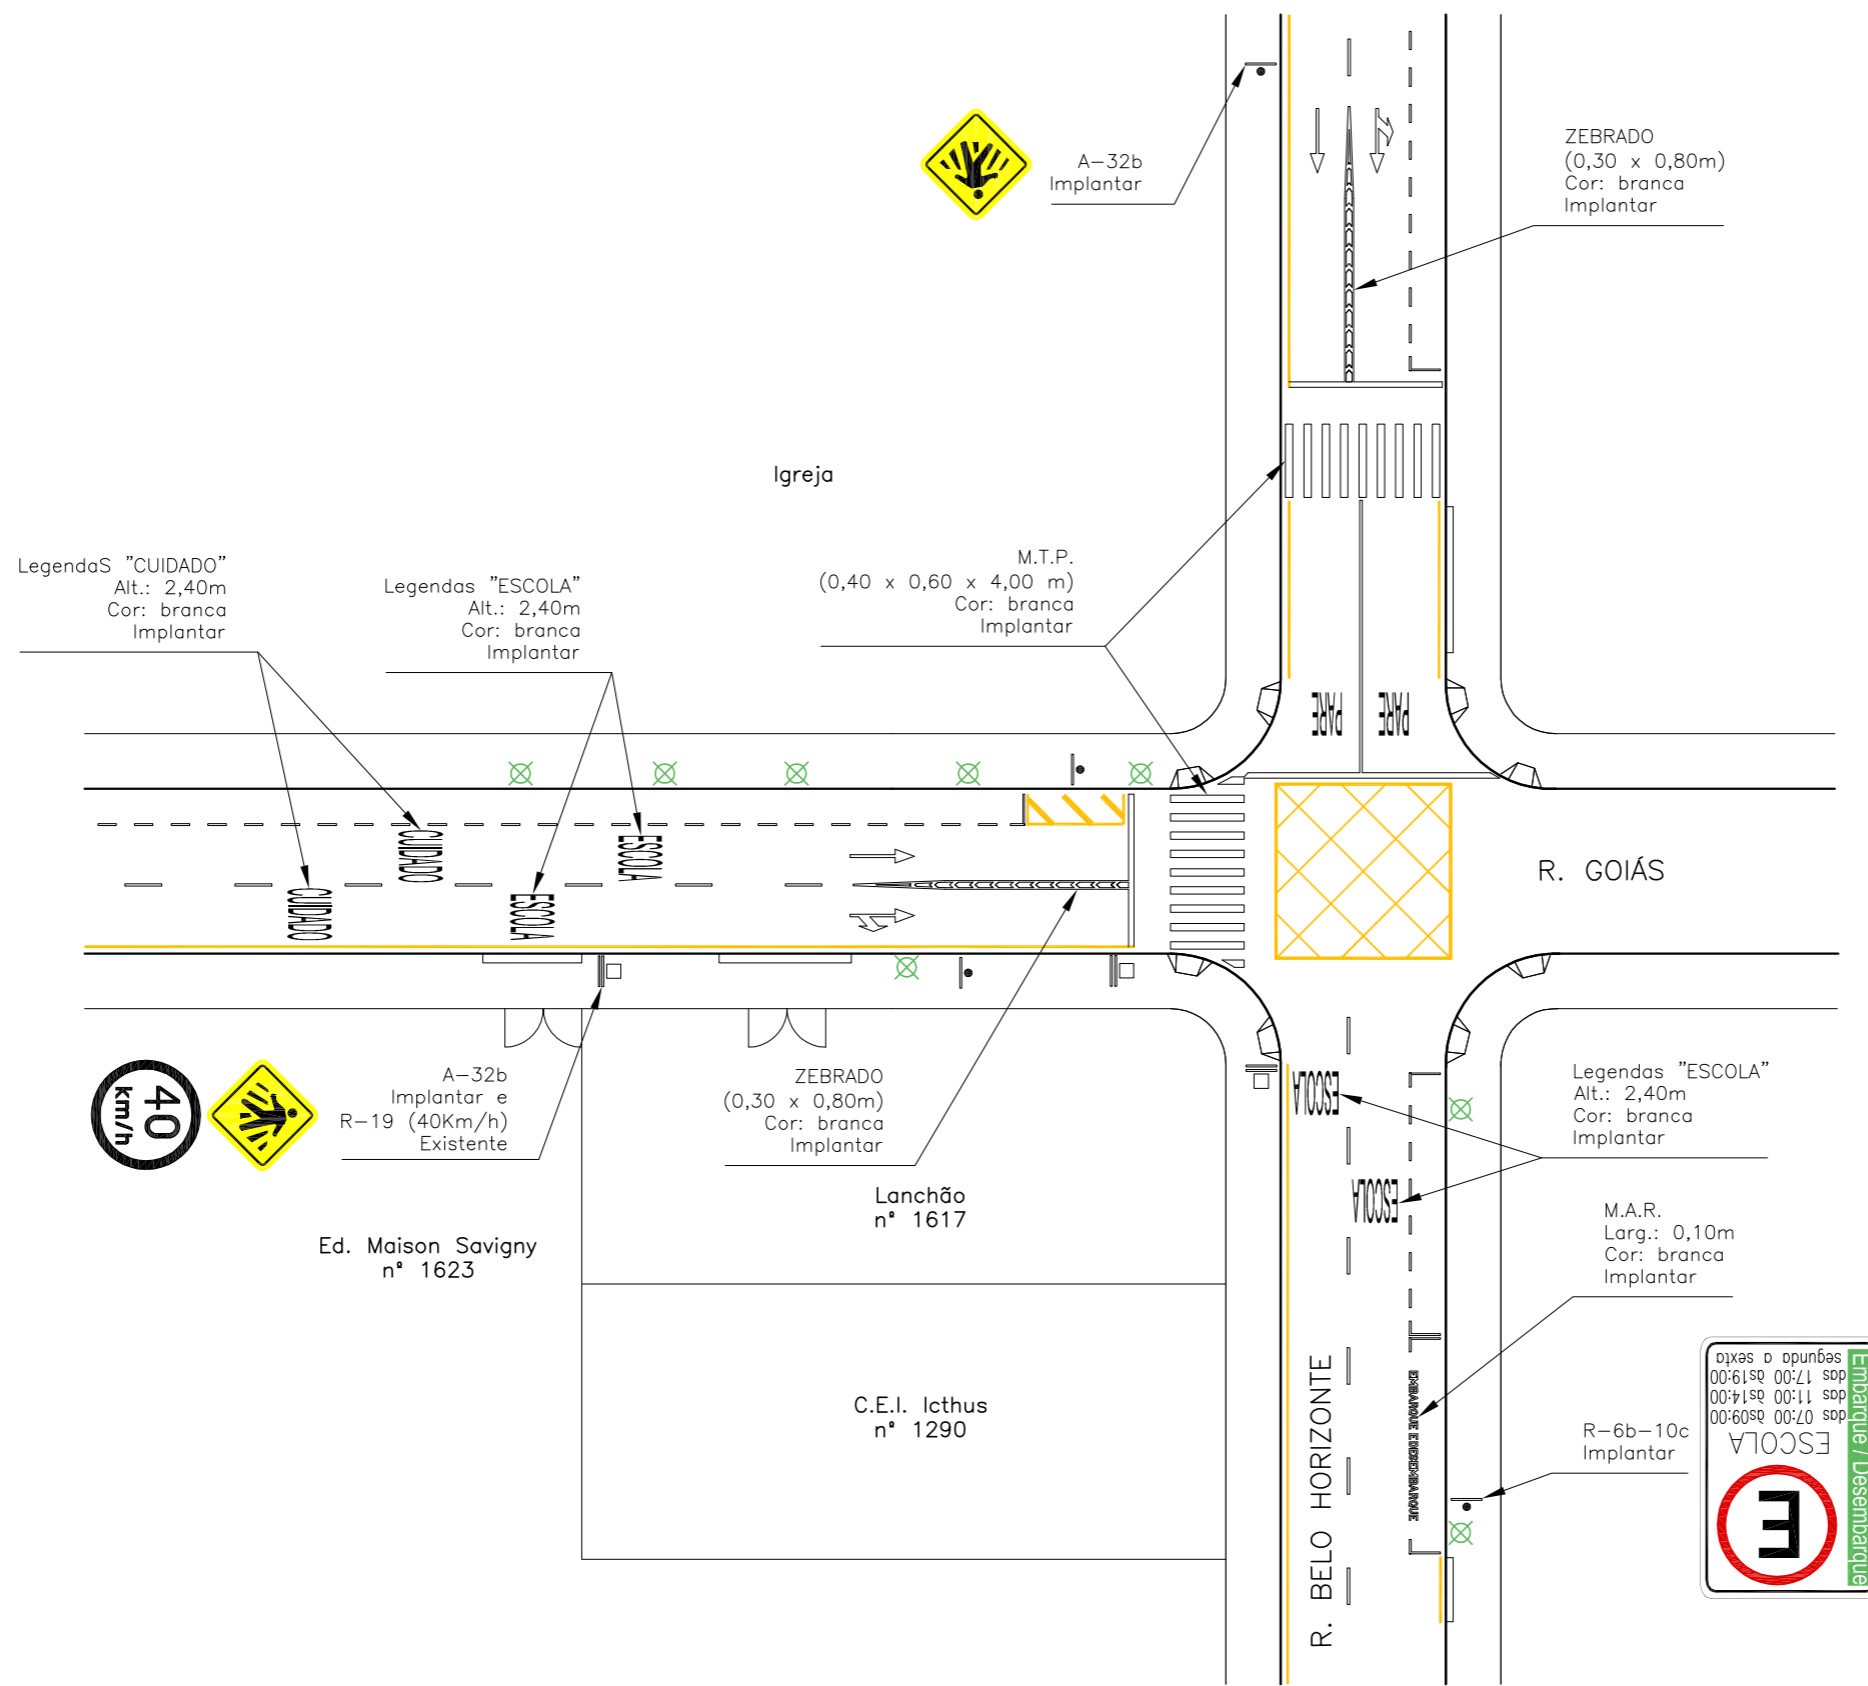 A-32b
Implantar
ZEBRADO
(0,30 x 0,80m)
Cor: branca
Implantar
Igreja
LegendaS "CUIDADO"
Alt.: 2,40m
Cor: branca
Implantar
Legendas "ESCOLA"
Alt.: 2,40m
Cor: branca
Implantar
M.T.P.
(0,40 x 0,60 x 4,00 m)
Cor: branca
Implantar
PARE
PARE
CUIDADO
CUIDADO
ESCOLA
ESCOLA
R. GOIÁS
40
km/h
A-32b
Implantar e
R-19 (40Km/h)
Existente
ZEBRADO
(0,30 x 0,80m)
Cor: branca
Implantar
ESCOLA
ESCOLA
Legendas "ESCOLA"
Alt.: 2,40m
Cor: branca
Implantar
Lanchão
nº 1617
Ed. Maison Savigny
nº 1623
M.A.R.
Larg.: 0,10m
Cor: branca
Implantar
C.E.I. Icthus
nº 1290
R. BELO HORIZONTE
EMBARQUE EDESEMBARQUE
R-6b-10c
Implantar
E
ESCOLA
das 07:00 às09:00
das 11:00 às14:00
das 17:00 às19:00
segunda a sexta
Embarque / Desembarque